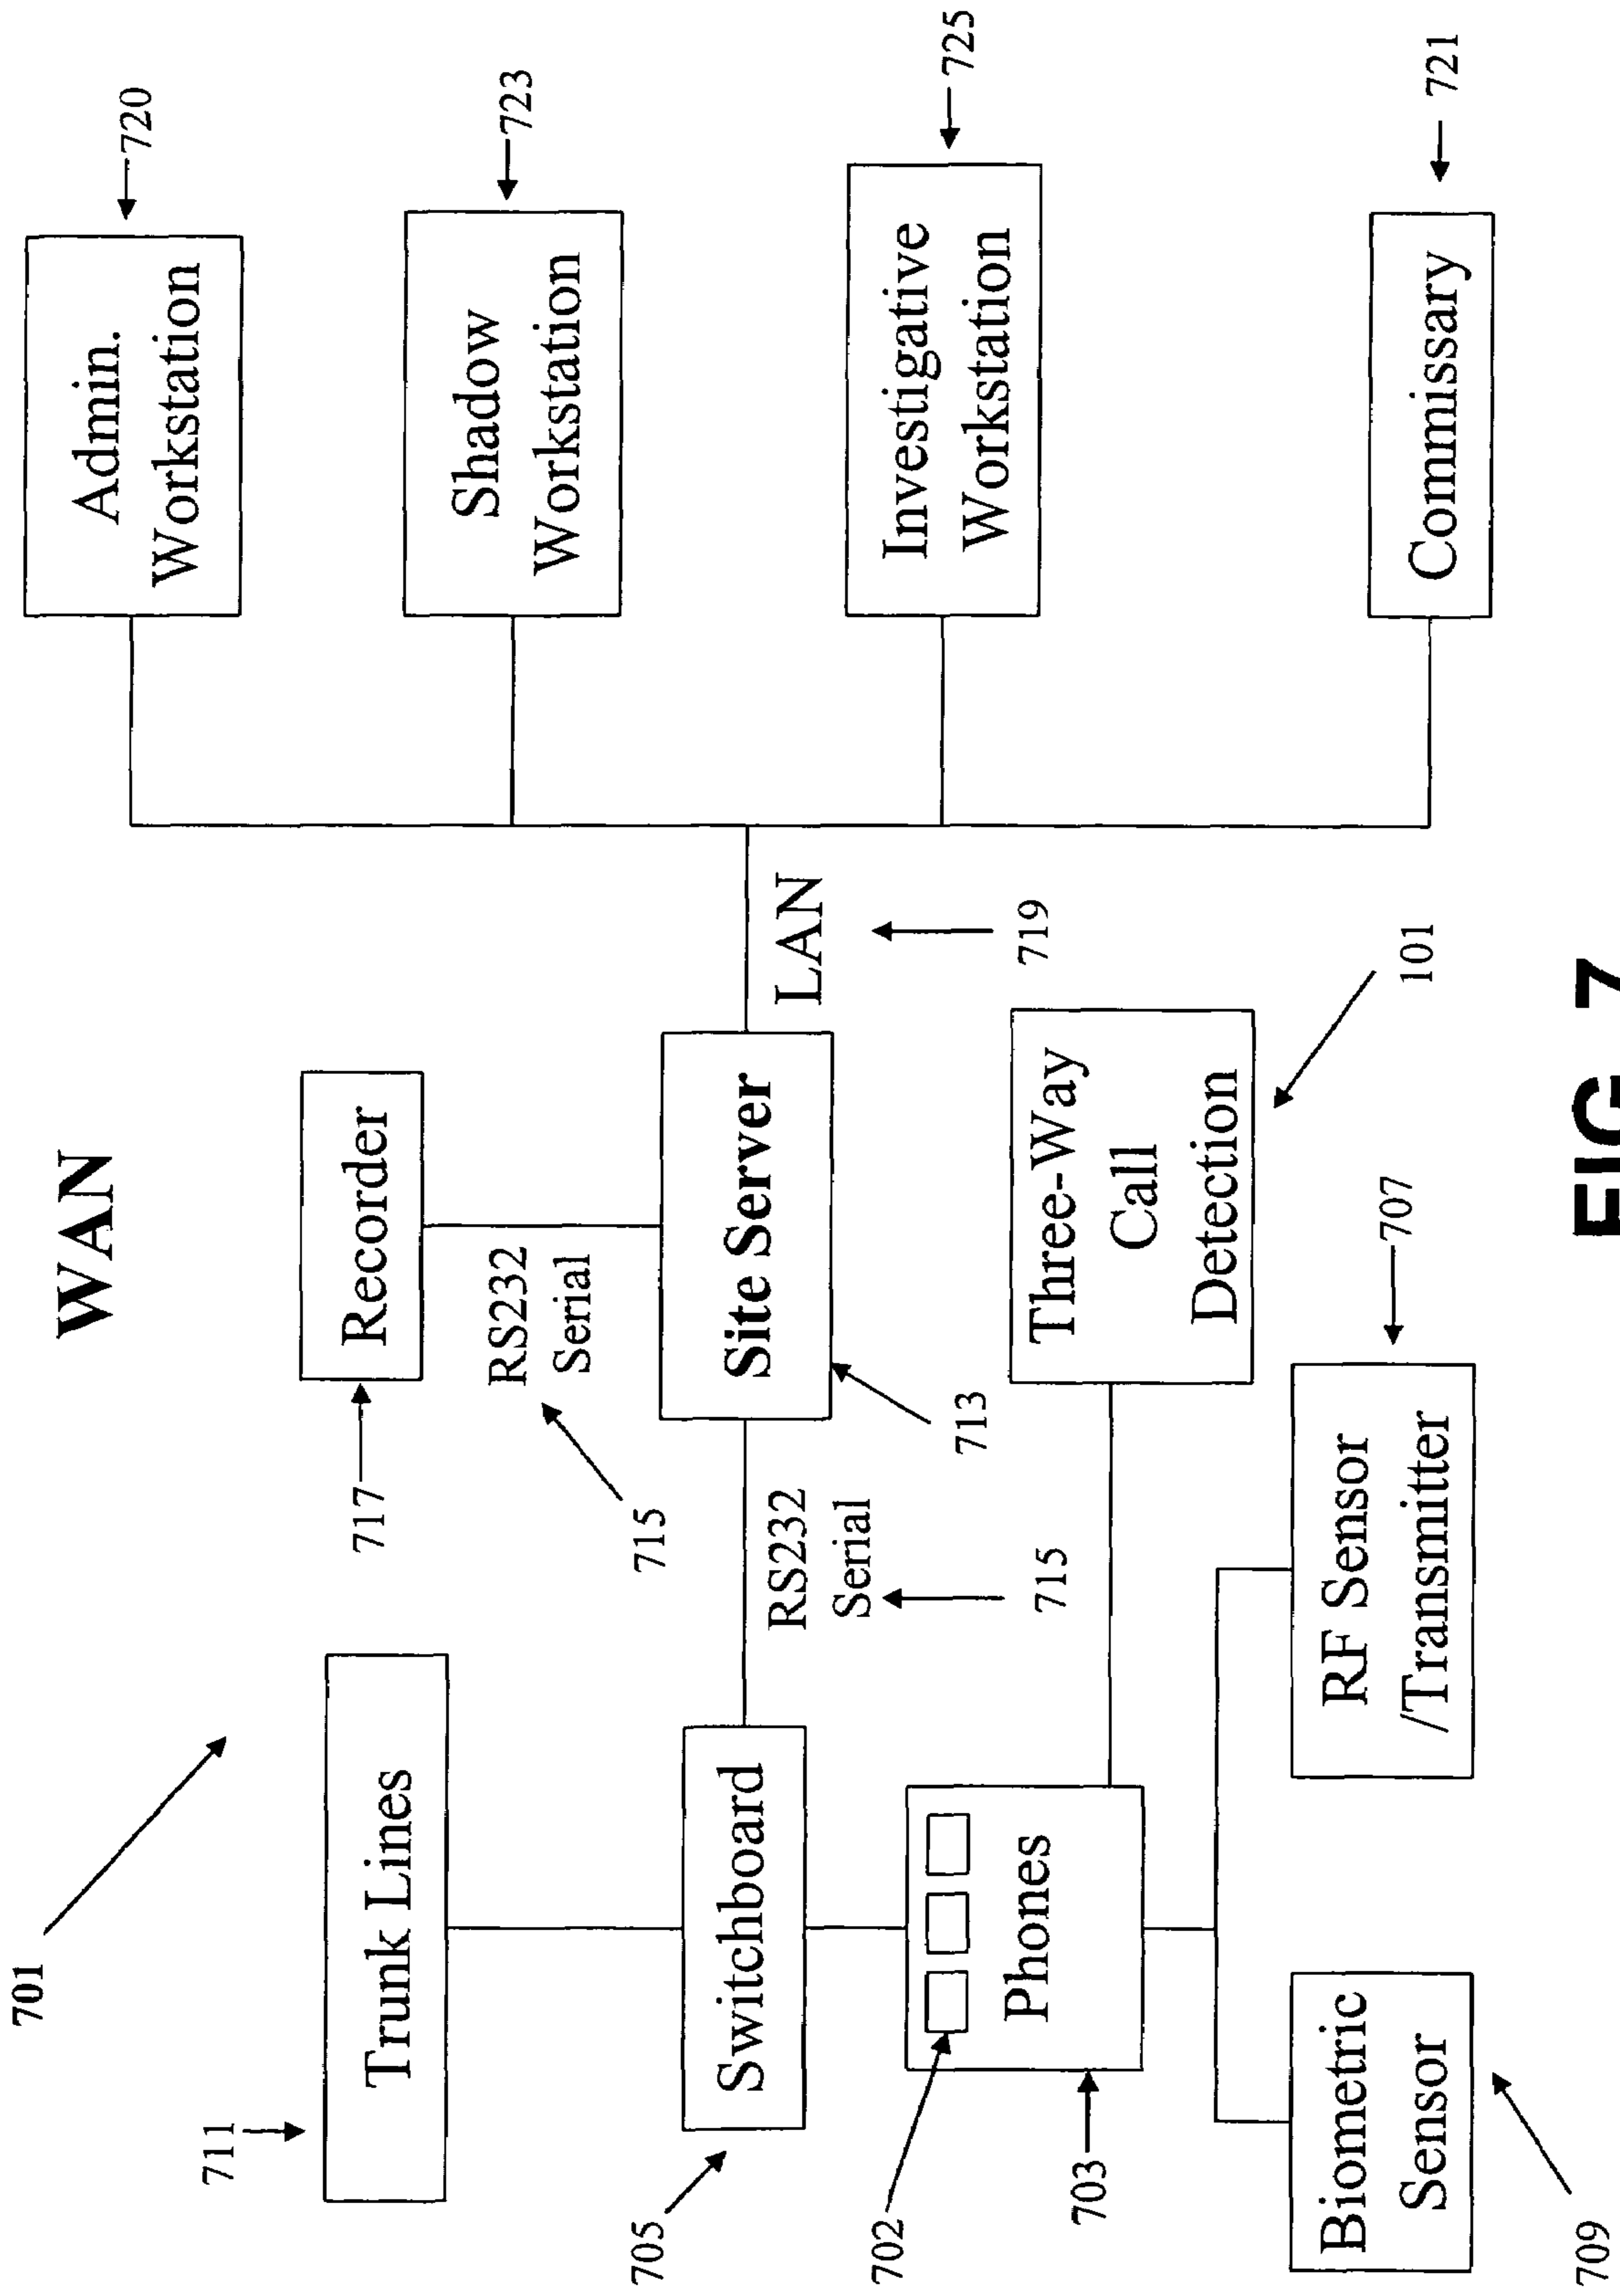 WAN
701
711
Trunk Lines
717
Recorder
RS232
Serial
715
705
Switchboard
RS232
Serial
715
Site Server
713
LAN
719
702
703
Phones
Three-Way
Call
Detection
101
Biometric
Sensor
709
RF Sensor
/Transmitter
707
Admin.
Workstation
720
Shadow
Workstation
723
Investigative
Workstation
725
Commissary
721
FIG. 7